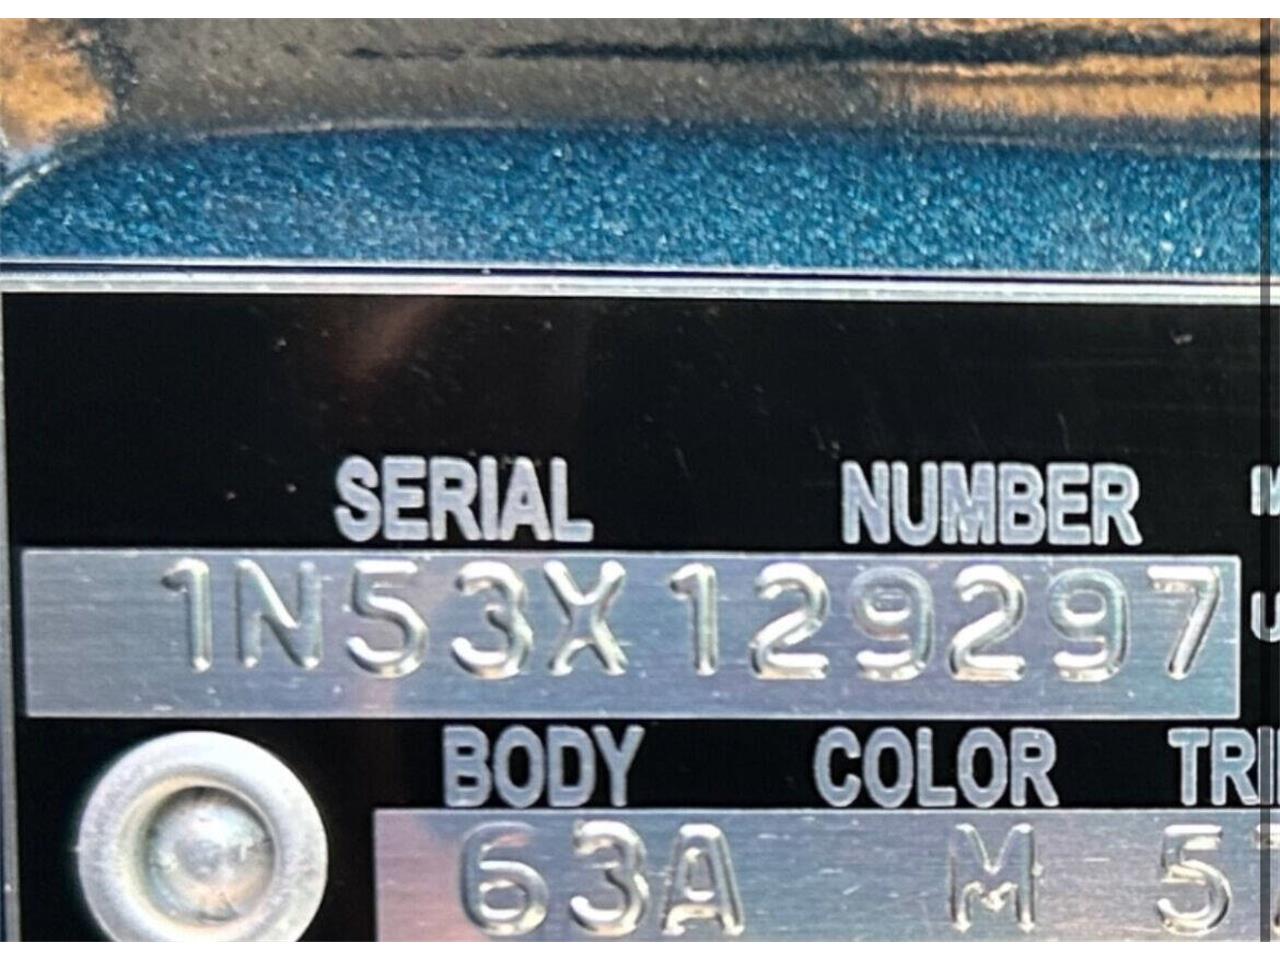 SERIAL NUMBER
1N53X129297
BODY COLOR
63A M